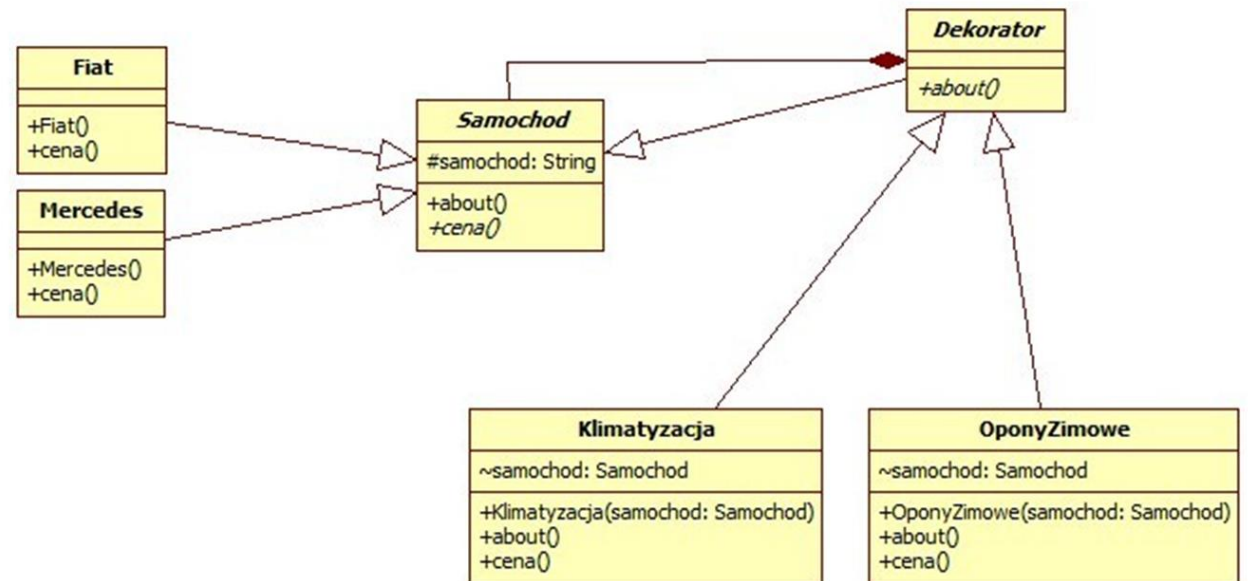 Fiat
+Fiat()
+cena()
Mercedes
+Mercedes()
+cena()
Samochod
#samochod: String
+about()
+cena()
Dekorator
+about()
Klimatyzacja
~samochod: Samochod
+Klimatyzacja(samochod: Samochod)
+about()
+cena()
OponyZimowe
~samochod: Samochod
+OponyZimowe(samochod: Samochod)
+about()
+cena()